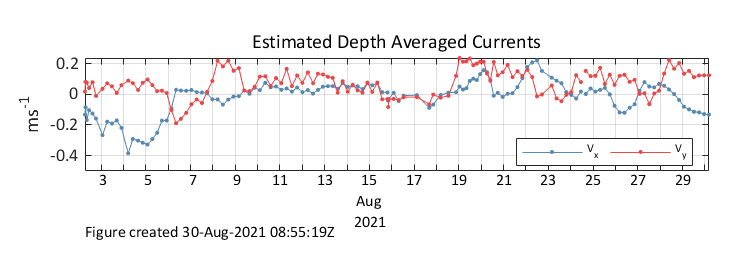 Estimated Depth Averaged Currents
0.2
0
-0.2
-0.4
ms-1
Vx
Vy
3 5 7 9 11 13 15 17 19 21 23 25 27 29
Aug
2021
Figure created 30-Aug-2021 08:55:19Z